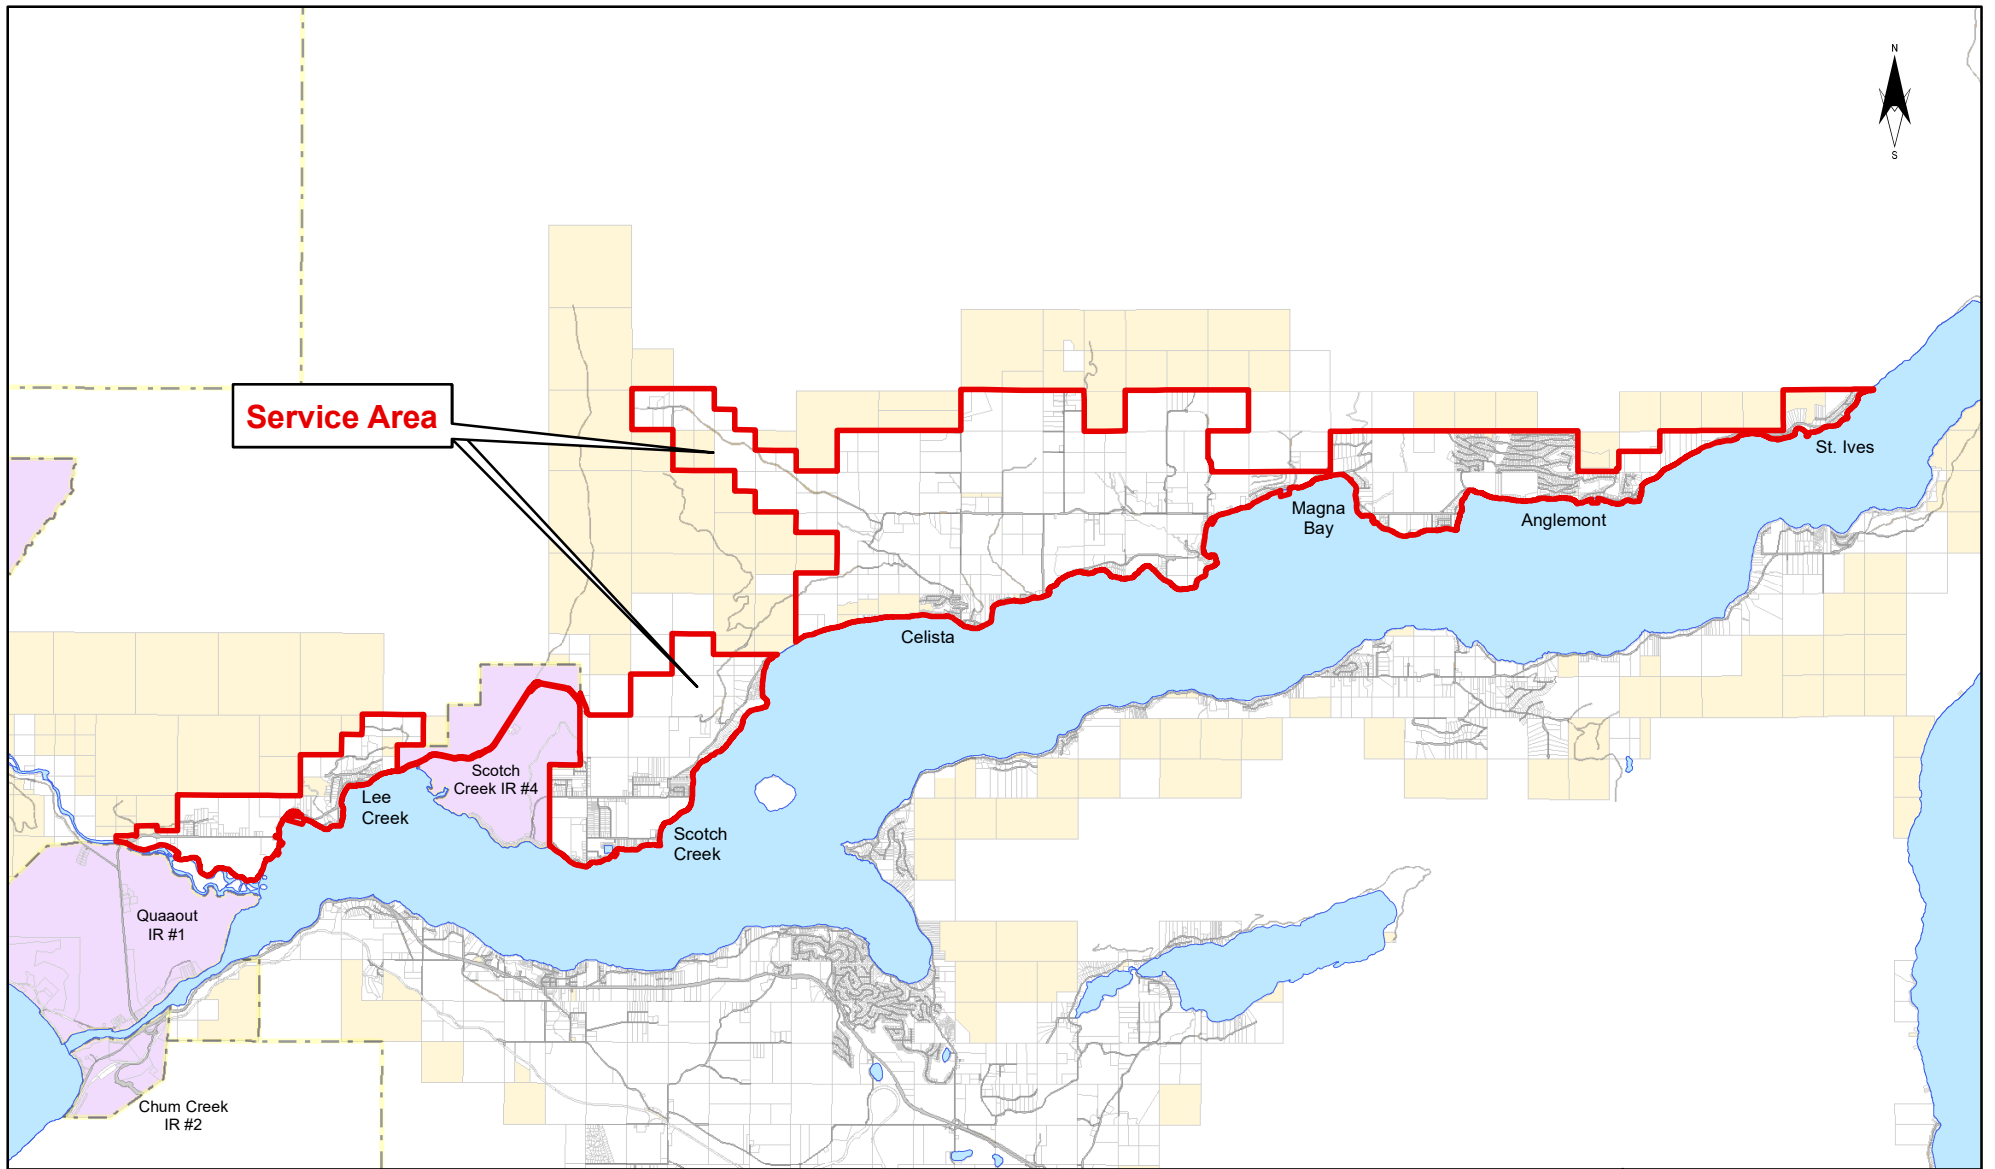 N
S
Service Area
St. Ives
Magna
Bay
Anglemont
Celista
Scotch
Creek IR #4
Lee
Creek
Scotch
Creek
Quaaout
IR #1
Chum Creek
IR #2